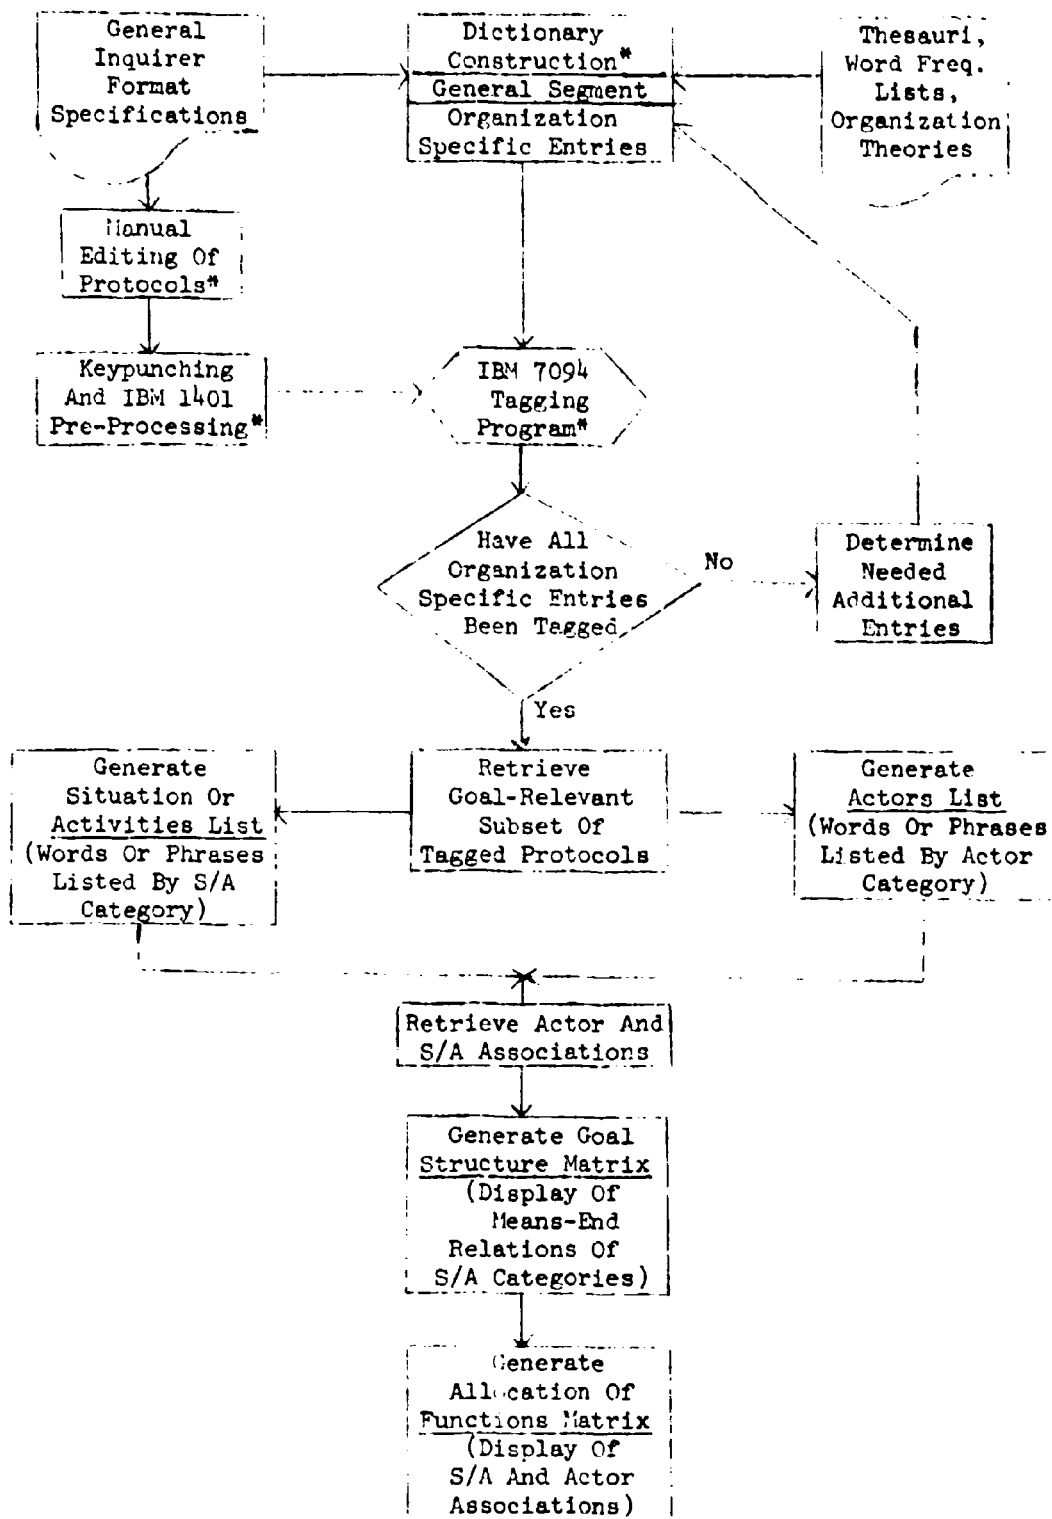 General
Inquirer
Format
Specifications
Dictionary
Construction*
General Segment
Organization
Specific Entries
Thesauri,
Word Freq.
Lists,
Organization
Theories
Manual
Editing Of
Protocols*
Keypunching
And IBM 1401
Pre-Processing*
IBM 7094
Tagging
Program*
Have All
Organization
Specific Entries
Been Tagged
No
Determine
Needed
Additional
Entries
Yes
Generate
Situation Or
Activities List
(Words Or Phrases
Listed By S/A
Category)
Retrieve
Goal-Relevant
Subset Of
Tagged Protocols
Generate
Actors List
(Words Or Phrases
Listed By Actor
Category)
Retrieve Actor And
S/A Associations
Generate Goal
Structure Matrix
(Display Of
Means-End
Relations Of
S/A Categories)
Generate
Allocation Of
Functions Matrix
(Display Of
S/A And Actor
Associations)